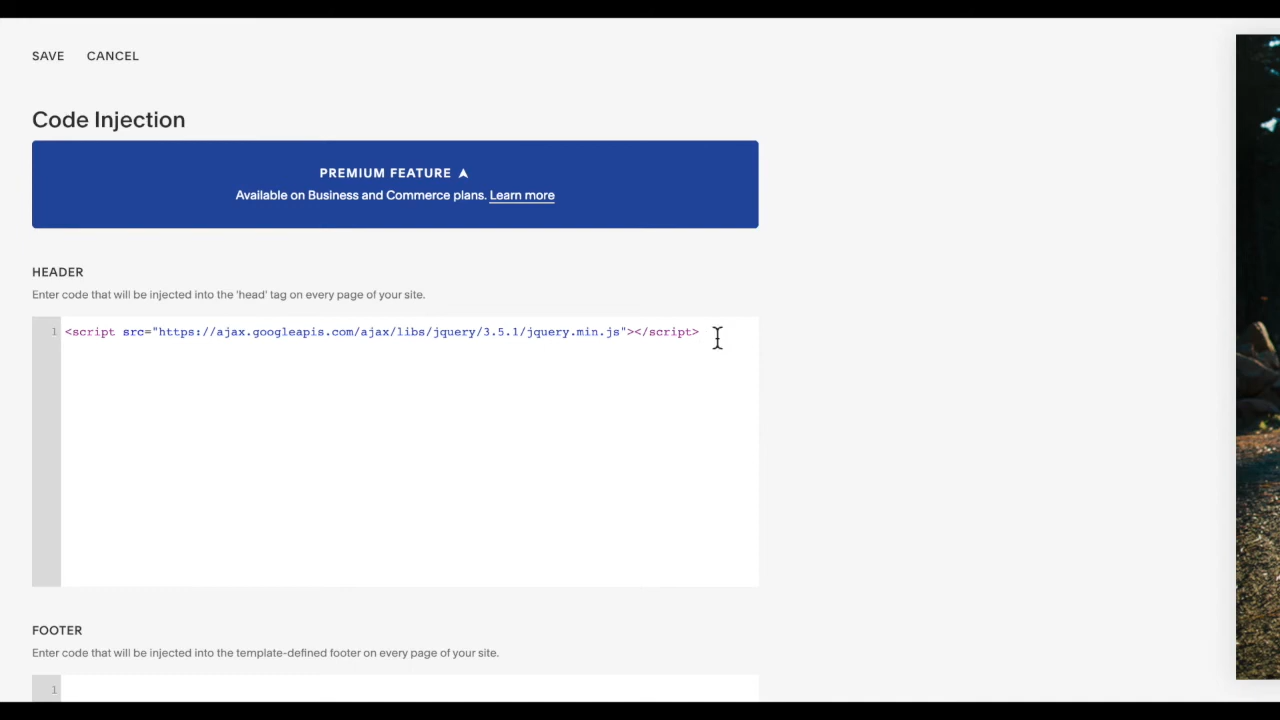 SAVE CANCEL
Code Injection
PREMIUM FEATURE
Available on Business and Commerce plans. Learn more
HEADER
Enter code that will be injected into the 'head' tag on every page of your site.
1 <script src="https://ajax.googleapis.com/ajax/libs/jquery/3.5.1/jquery.min.js"></script>
FOOTER
Enter code that will be injected into the template-defined footer on every page of your site.
1